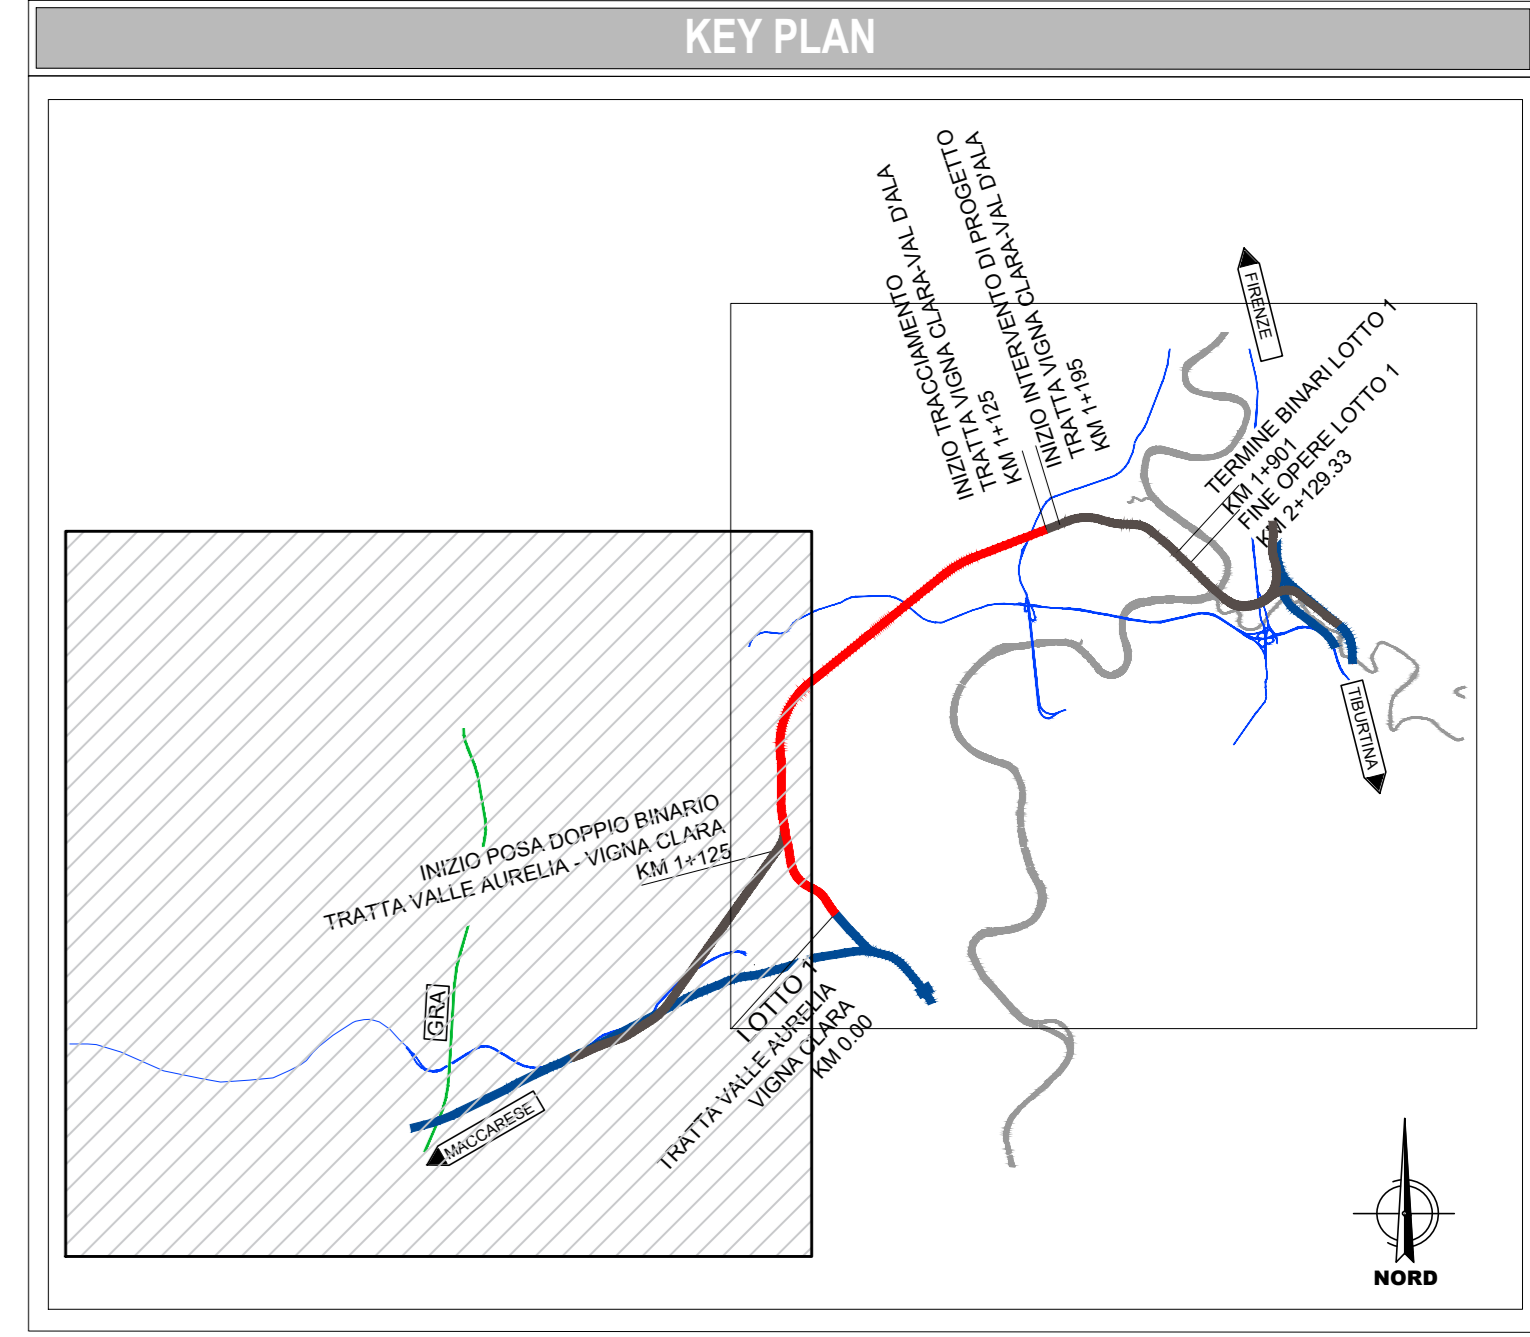 KEY PLAN
INIZIO TRACCIAMENTO
TRATTA VIGNA CLARA-VAL D'ALA
KM 1+125
INIZIO INTERVENTO DI PROGETTO
TRATTA VIGNA CLARA-VAL D'ALA
KM 1+195
FIRENZE
TERMINE BINARI LOTTO 1
KM 1+901
FINE OPERE LOTTO 1
KM 2+129.33
TIBURTINA
INIZIO POSA DOPPIO BINARIO
TRATTA VALLE AURELIA - VIGNA CLARA
KM 1+125
GRA
MACCARESE
LOTTO 1
TRATTA VALLE AURELIA
VIGNA CLARA
KM 0.00
NORD